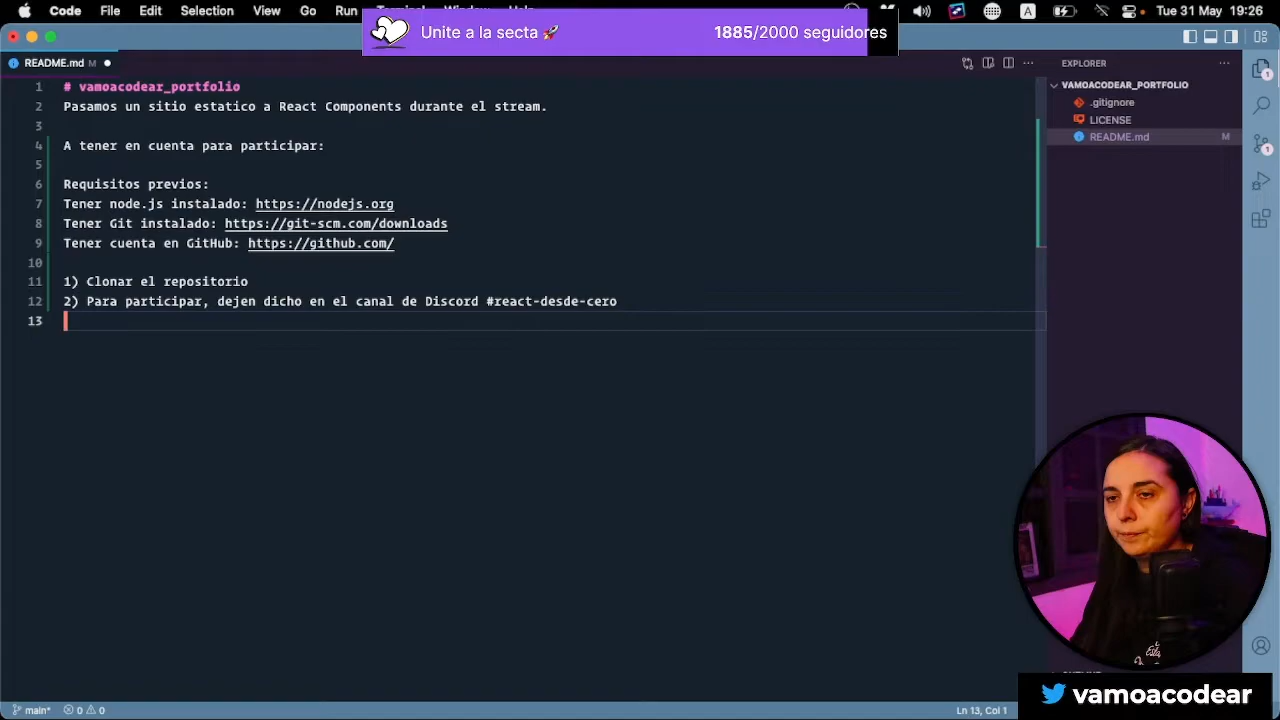 Code File Edit Selection View Go Run Terminal Window Help
A
Tue 31 May 19:26
Unite a la secta 🚀 1885/2000 seguidores
README.md
EXPLORER
1 # vamoacodear_portfolio
2 Pasamos un sitio estatico a React Components durante el stream.
3
4 A tener en cuenta para participar:
5
6 Requisitos previos:
7 Tener node.js instalado: https://nodejs.org
8 Tener Git instalado: https://git-scm.com/downloads
9 Tener cuenta en GitHub: https://github.com/
10
11 1) Clonar el repositorio
12 2) Para participar, dejen dicho en el canal de Discord #react-desde-cero
13
VAMOACODEAR_PORTFOLIO
.gitignore
LICENSE
README.md M
1
1
main* 0 0
Ln 13, Col 1
vamoacodear